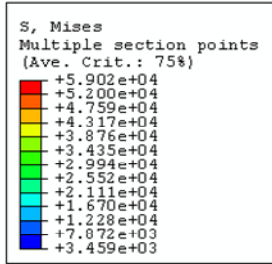 S, Mises
Multiple section points
(Ave. Crit.: 75%)
+5.902e+04
+5.200e+04
+4.759e+04
+4.317e+04
+3.876e+04
+3.435e+04
+2.994e+04
+2.552e+04
+2.111e+04
+1.670e+04
+1.228e+04
+7.872e+03
+3.459e+03